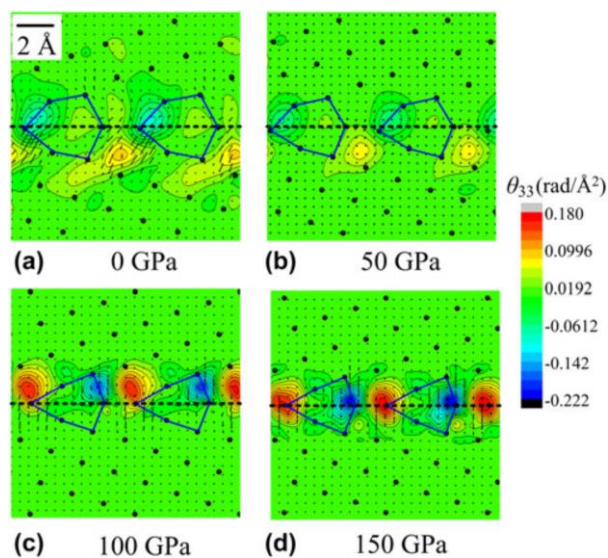 2 Å
(a) 0 GPa
(b) 50 GPa
θ33(rad/Å²)
0.180
0.0996
0.0192
-0.0612
-0.142
-0.222
(c) 100 GPa
(d) 150 GPa